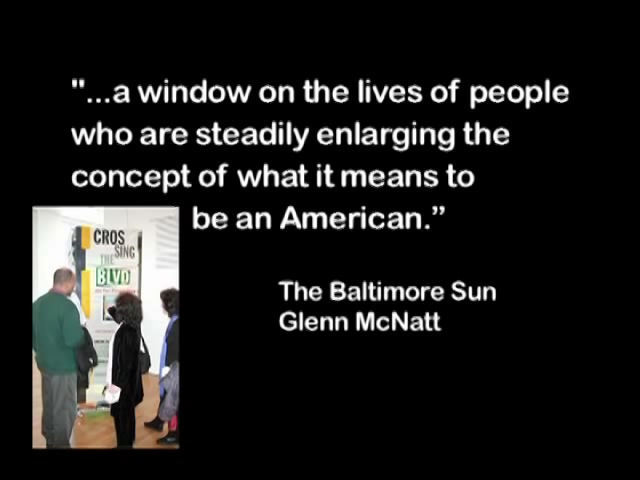 "...a window on the lives of people
who are steadily enlarging the
concept of what it means to
be an American.”
The Baltimore Sun
Glenn McNatt
CROS
SING
THE
BLVD